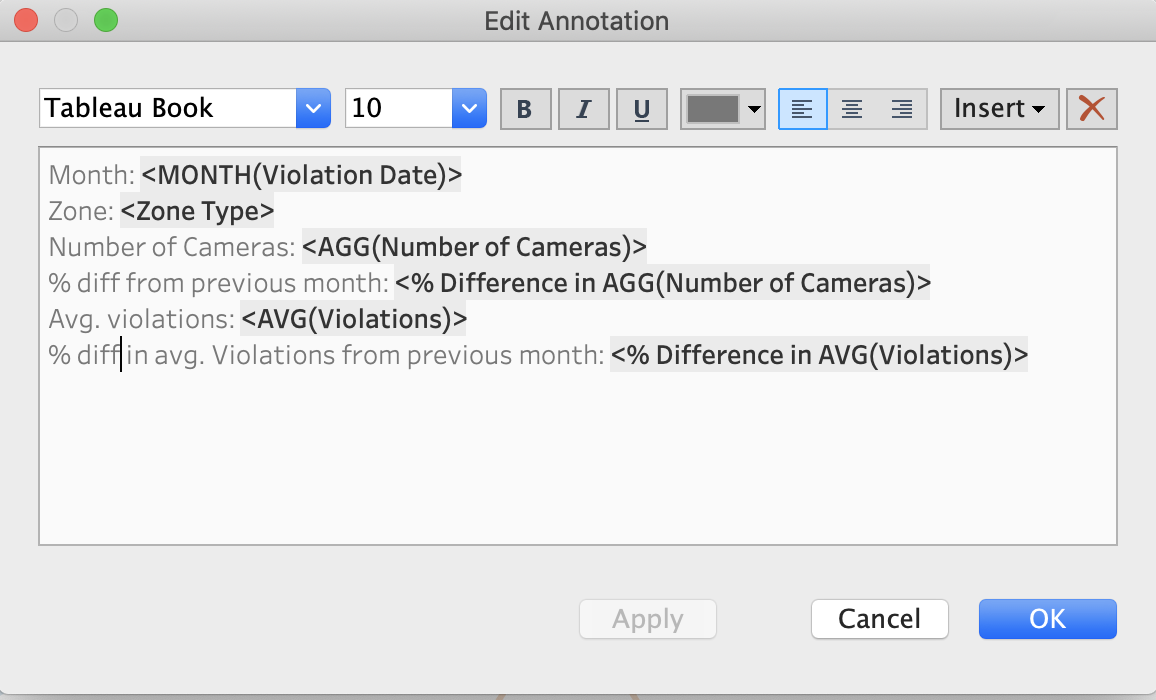 Edit Annotation
Tableau Book 10 B I U Insert
Month: <MONTH(Violation Date)>
Zone: <Zone Type>
Number of Cameras: <AGG(Number of Cameras)>
% diff from previous month: <% Difference in AGG(Number of Cameras)>
Avg. violations: <AVG(Violations)>
% diff in avg. Violations from previous month: <% Difference in AVG(Violations)>
Apply Cancel OK